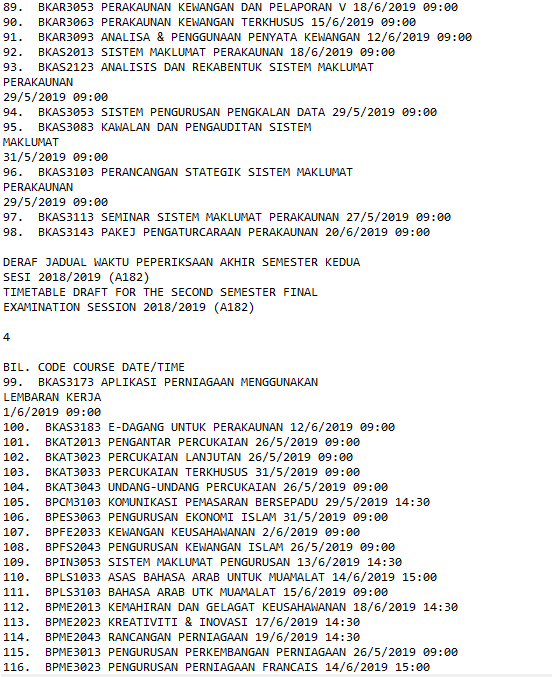 89.  BKAR3053 PERAKAUNAN KEWANGAN DAN PELAPORAN V 18/6/2019 09:00
90.  BKAR3063 PERAKAUNAN KEWANGAN TERKHUSUS 15/6/2019 09:00
91.  BKAR3093 ANALISA & PENGGUNAAN PENYATA KEWANGAN 12/6/2019 09:00
92.  BKAS2013 SISTEM MAKLUMAT PERAKAUNAN 18/6/2019 09:00
93.  BKAS2123 ANALISIS DAN REKABENTUK SISTEM MAKLUMAT
PERAKAUNAN
29/5/2019 09:00
94.  BKAS3053 SISTEM PENGURUSAN PENGKALAN DATA 29/5/2019 09:00
95.  BKAS3083 KAWALAN DAN PENGAUDITAN SISTEM
MAKLUMAT
31/5/2019 09:00
96.  BKAS3103 PERANCANGAN STATEGIK SISTEM MAKLUMAT
PERAKAUNAN
29/5/2019 09:00
97.  BKAS3113 SEMINAR SISTEM MAKLUMAT PERAKAUNAN 27/5/2019 09:00
98.  BKAS3143 PAKEJ PENGATURCARAAN PERAKAUNAN 20/6/2019 09:00

DERAF JADUAL WAKTU PEPERIKSAAN AKHIR SEMESTER KEDUA
SESI 2018/2019 (A182)
TIMETABLE DRAFT FOR THE SECOND SEMESTER FINAL
EXAMINATION SESSION 2018/2019 (A182)

4

BIL. CODE COURSE DATE/TIME
99.  BKAS3173 APLIKASI PERNIAGAAN MENGGUNAKAN
LEMBARAN KERJA
1/6/2019 09:00
100.  BKAS3183 E-DAGANG UNTUK PERAKAUNAN 12/6/2019 09:00
101.  BKAT2013 PENGANTAR PERCUKAIAN 26/5/2019 09:00
102.  BKAT3023 PERCUKAIAN LANJUTAN 26/5/2019 09:00
103.  BKAT3033 PERCUKAIAN TERKHUSUS 31/5/2019 09:00
104.  BKAT3043 UNDANG-UNDANG PERCUKAIAN 26/5/2019 09:00
105.  BPCM3103 KOMUNIKASI PEMASARAN BERSEPADU 29/5/2019 14:30
106.  BPES3063 PENGURUSAN EKONOMI ISLAM 31/5/2019 09:00
107.  BPFE2033 KEWANGAN KEUSAHAWANAN 2/6/2019 09:00
108.  BPFS2043 PENGURUSAN KEWANGAN ISLAM 26/5/2019 09:00
109.  BPIN3053 SISTEM MAKLUMAT PENGURUSAN 13/6/2019 14:30
110.  BPLS1033 ASAS BAHASA ARAB UNTUK MUAMALAT 14/6/2019 15:00
111.  BPLS3103 BAHASA ARAB UTK MUAMALAT 15/6/2019 09:00
112.  BPME2013 KEMAHIRAN DAN GELAGAT KEUSAHAWANAN 18/6/2019 14:30
113.  BPME2023 KREATIVITI & INOVASI 17/6/2019 14:30
114.  BPME2043 RANCANGAN PERNIAGAAN 19/6/2019 14:30
115.  BPME3013 PENGURUSAN PERKEMBANGAN PERNIAGAAN 26/5/2019 09:00
116.  BPME3023 PENGURUSAN PERNIAGAAN FRANCAIS 14/6/2019 15:00